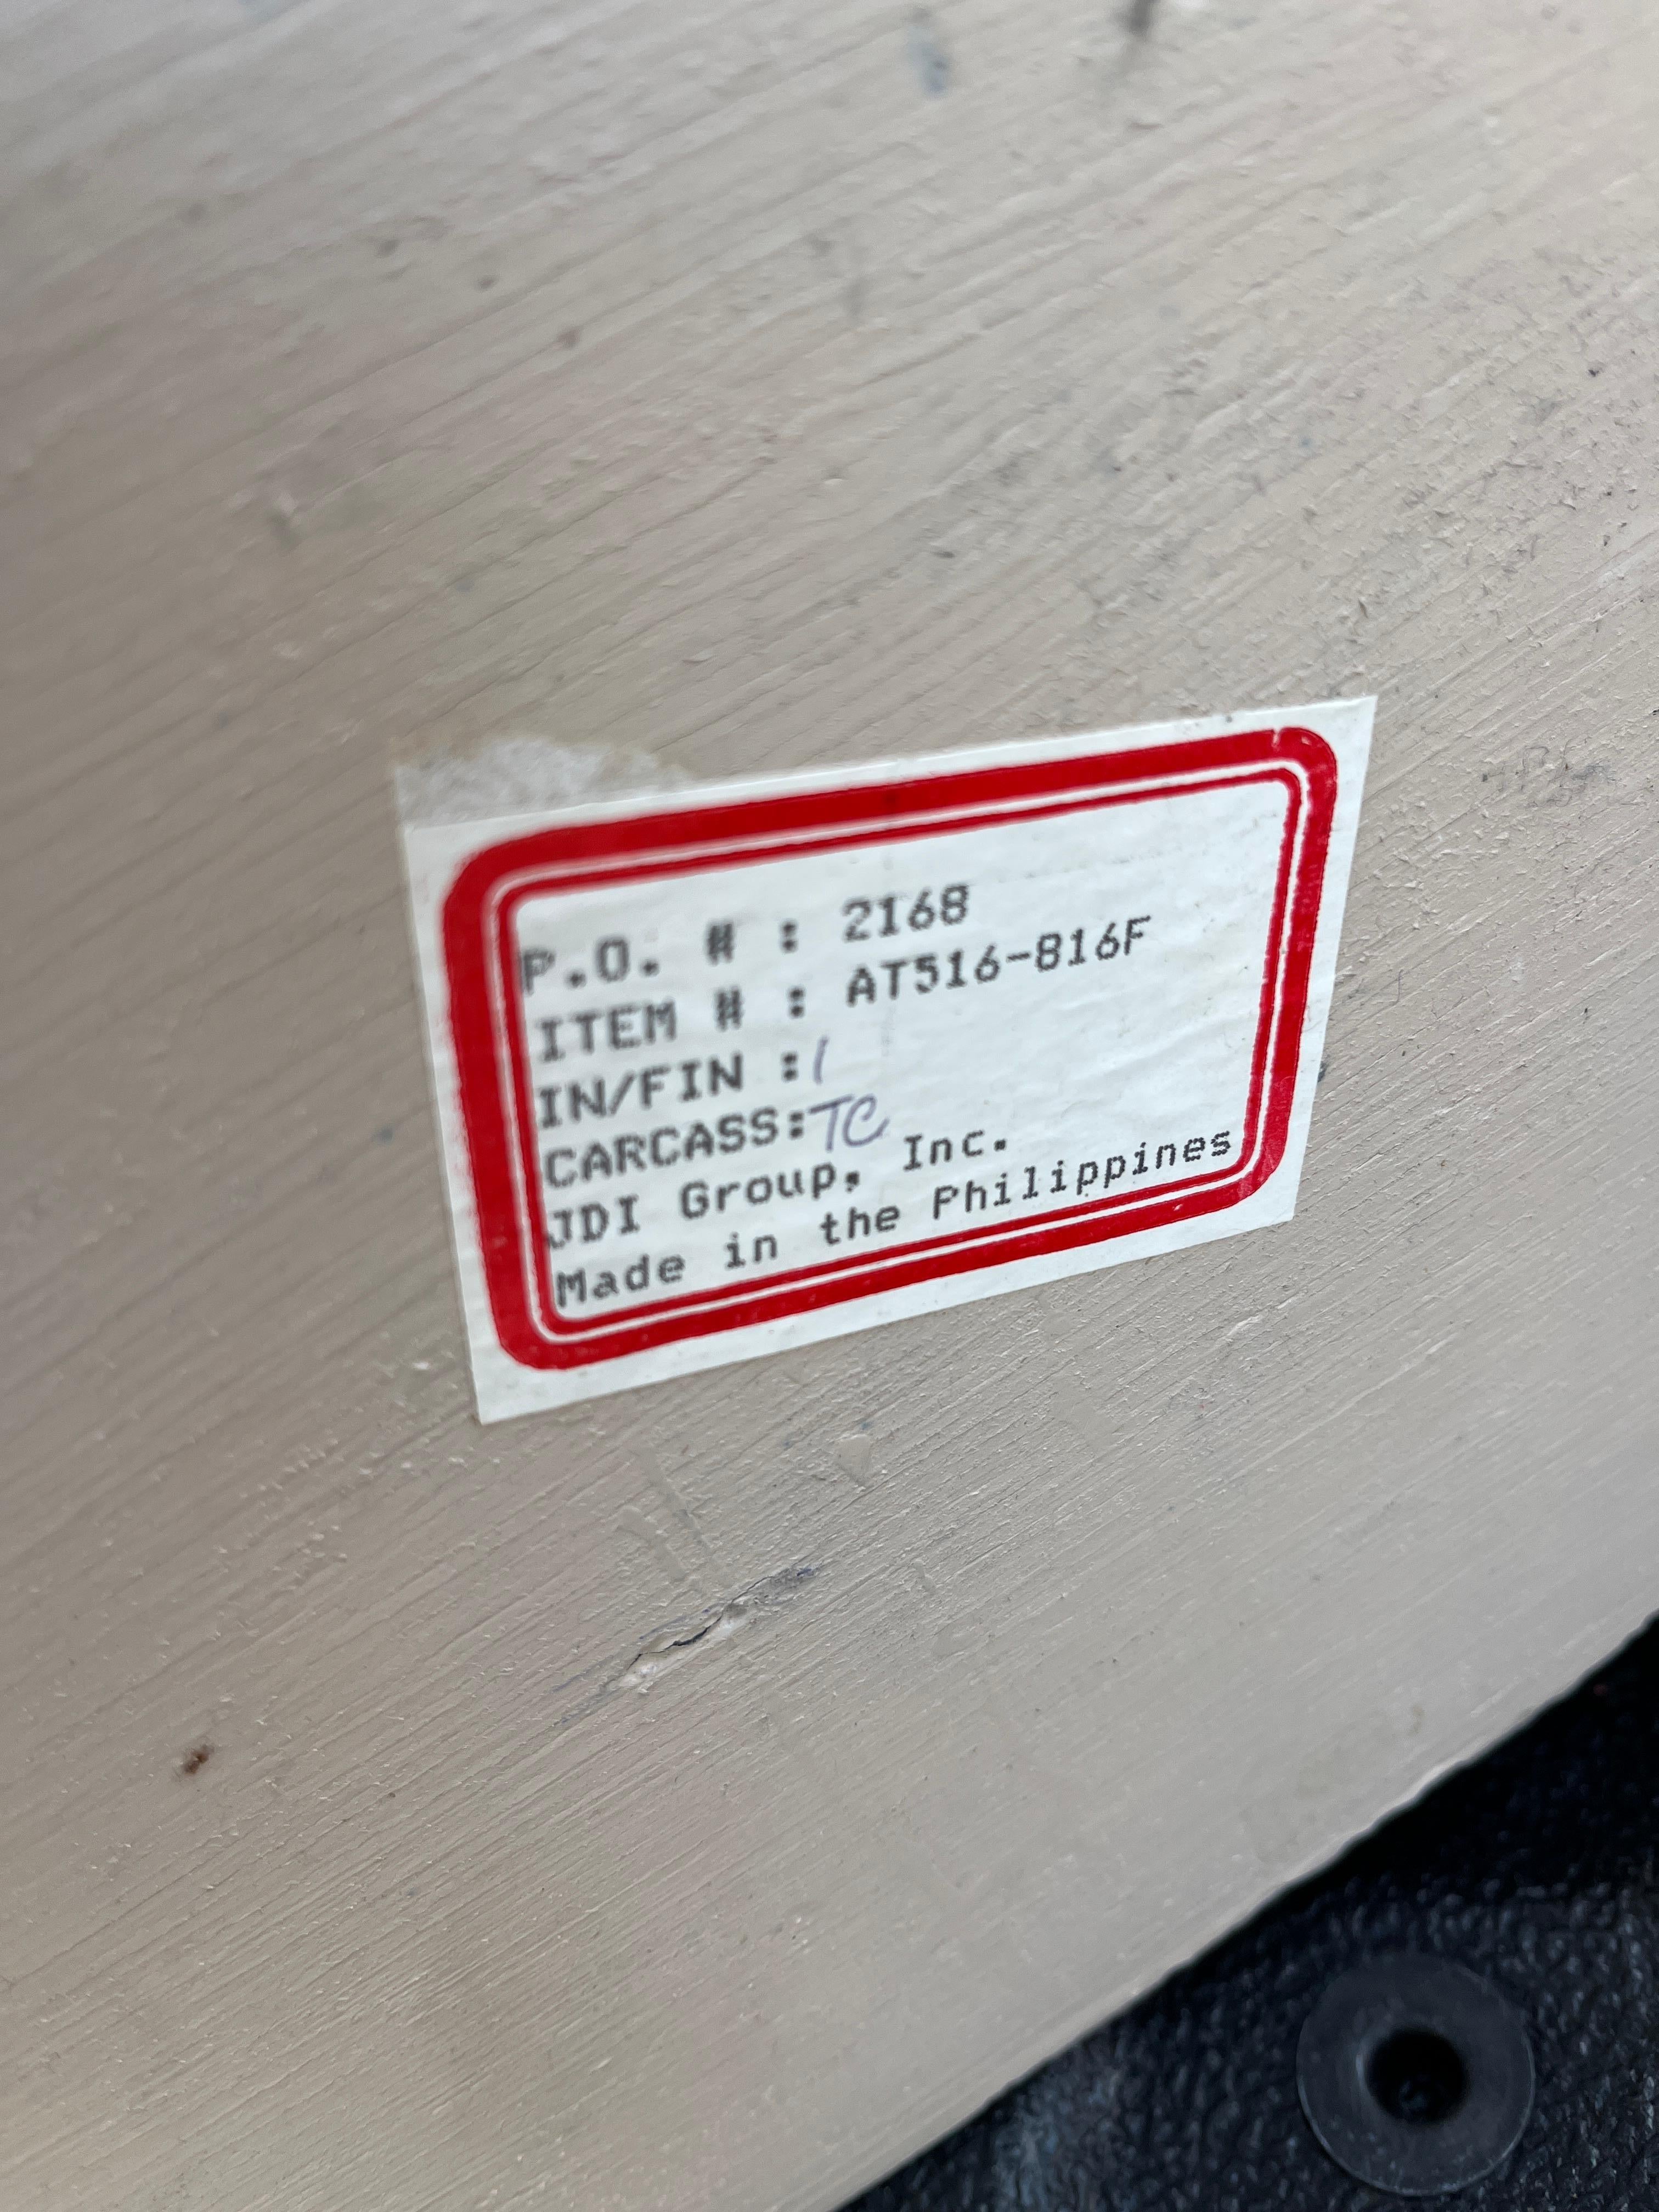 P.O. # : 2168
ITEM # : AT516-816F
IN/FIN :1
CARCASS:TC
JDI Group, Inc.
Made in the Philippines